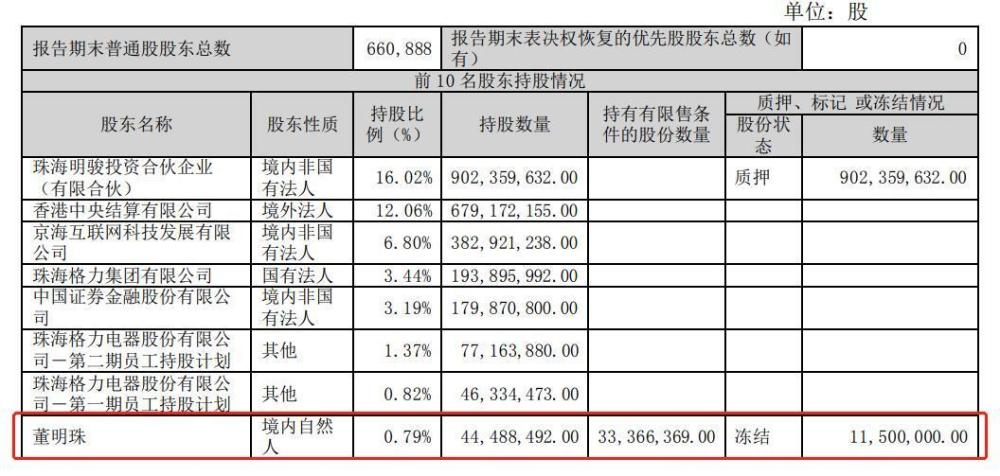 单位：股
报告期末普通股股东总数 660,888 报告期末表决权恢复的优先股股东总数（如
有） 0
前 10 名股东持股情况
股东名称 股东性质 持股比
例（%） 持股数量 持有有限售条
件的股份数量 质押、标记 或冻结情况
股份状
态 数量
珠海明骏投资合伙企业
（有限合伙） 境内非国
有法人 16.02% 902,359,632.00 质押 902,359,632.00
香港中央结算有限公司 境外法人 12.06% 679,172,155.00
京海互联网科技发展有限
公司 境内非国
有法人 6.80% 382,921,238.00
珠海格力集团有限公司 国有法人 3.44% 193,895,992.00
中国证券金融股份有限公
司 境内非国
有法人 3.19% 179,870,800.00
珠海格力电器股份有限公
司－第二期员工持股计划 其他 1.37% 77,163,880.00
珠海格力电器股份有限公
司－第一期员工持股计划 其他 0.82% 46,334,473.00
董明珠 境内自然
人 0.79% 44,488,492.00 33,366,369.00 冻结 11,500,000.00